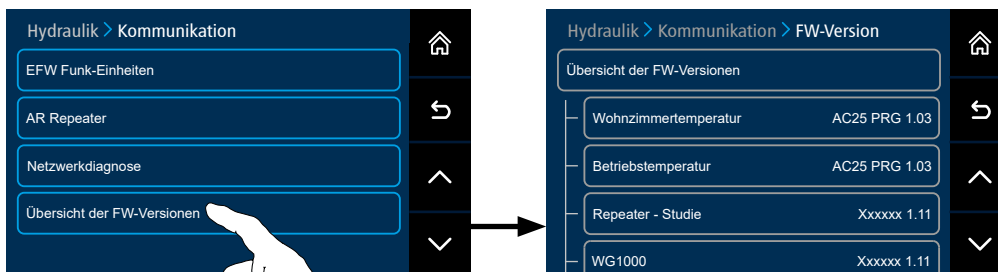 Hydraulik > Kommunikation
EFW Funk-Einheiten
AR Repeater
Netzwerkdiagnose
Übersicht der FW-Versionen
Hydraulik > Kommunikation > FW-Version
Übersicht der FW-Versionen
Wohnzimmertemperatur AC25 PRG 1.03
Betriebstemperatur AC25 PRG 1.03
Repeater - Studie Xxxxxx 1.11
WG1000 Xxxxxx 1.11